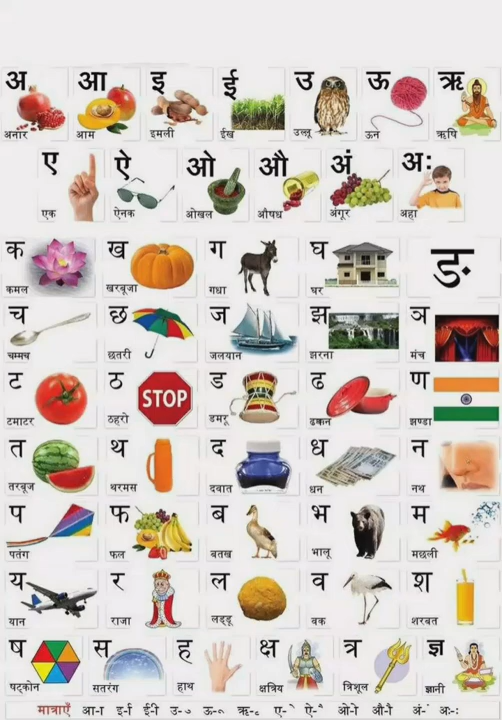 अ आ इ ई उ ऊ ऋ
अनार आम इमली ईख उल्लू ऊन ऋषि
ए ऐ ओ औ अं अः
एक ऐनक ओखल औषध अंगूर अहा
क ख ग घ ङ
कमल खरबूजा गधा घर
च छ ज झ ञ
चम्मच छतरी जलयान झरना मंच
ट ठ ड ढ ण
STOP
टमाटर ठहरो डमरू ढक्कन झण्डा
त थ द ध न
तरबूज थरमस दवात धन नथ
प फ ब भ म
पतंग फल बतख भालू मछली
य र ल व श
यान राजा लड्डू वक शरबत
ष स ह क्ष त्र ज्ञ
षट्कोन सतरंग हाथ क्षत्रिय त्रिशूल ज्ञानी
मात्राएँ आ-ा इ-ि ई-ी उ-ु ऊ-ू ऋ-ृ ए-े ऐ-ै ओ-ो औ-ौ अं-ं अः-ः